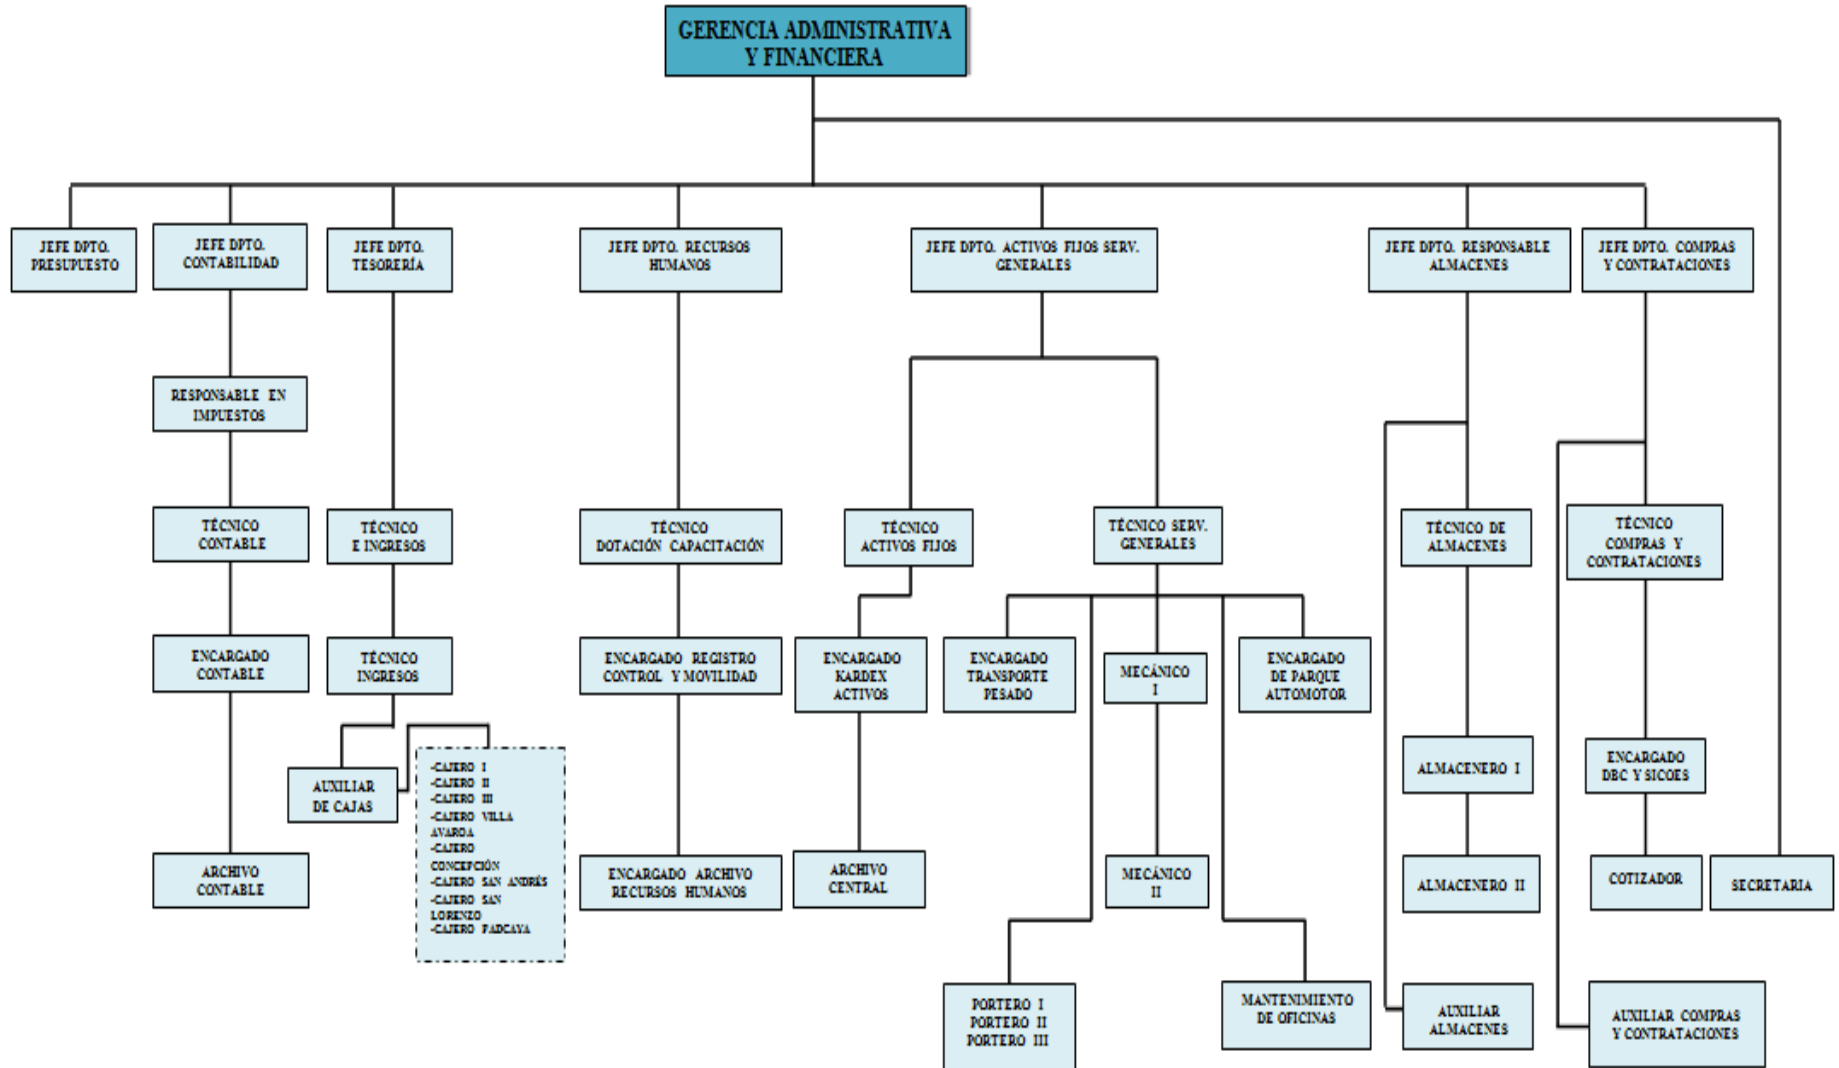 GERENCIA ADMINISTRATIVA
Y FINANCIERA
JEFE DPTO.
PRESUPUESTO
JEFE DPTO.
CONTABILIDAD
JEFE DPTO.
TESORERÍA
JEFE DPTO. RECURSOS
HUMANOS
JEFE DPTO. ACTIVOS FIJOS SERV.
GENERALES
JEFE DPTO. RESPONSABLE
ALMACENES
JEFE DPTO. COMPRAS
Y CONTRATACIONES
RESPONSABLE EN
IMPUESTOS
TÉCNICO
CONTABLE
TÉCNICO
E INGRESOS
TÉCNICO
DOTACIÓN CAPACITACIÓN
TÉCNICO
ACTIVOS FIJOS
TÉCNICO SERV.
GENERALES
TÉCNICO DE
ALMACENES
TÉCNICO
COMPRAS Y
CONTRATACIONES
ENCARGADO
CONTABLE
TÉCNICO
INGRESOS
ENCARGADO REGISTRO
CONTROL Y MOVILIDAD
ENCARGADO
KARDEX
ACTIVOS
ENCARGADO
TRANSPORTE
PESADO
MECÁNICO
I
ENCARGADO
DE PARQUE
AUTOMOTOR
AUXILIAR
DE CAJAS
-CAJERO I
-CAJERO II
-CAJERO III
-CAJERO VILLA
AVAROA
-CAJERO
CONCEPCIÓN
-CAJERO SAN ANDRÉS
-CAJERO SAN
LORENZO
-CAJERO PADCAYA
ALMACENERO I
ENCARGADO
DBC Y SICOES
ARCHIVO
CONTABLE
ENCARGADO ARCHIVO
RECURSOS HUMANOS
ARCHIVO
CENTRAL
MECÁNICO
II
ALMACENERO II
COTIZADOR
SECRETARIA
PORTERO I
PORTERO II
PORTERO III
MANTENIMIENTO
DE OFICINAS
AUXILIAR
ALMACENES
AUXILIAR COMPRAS
Y CONTRATACIONES